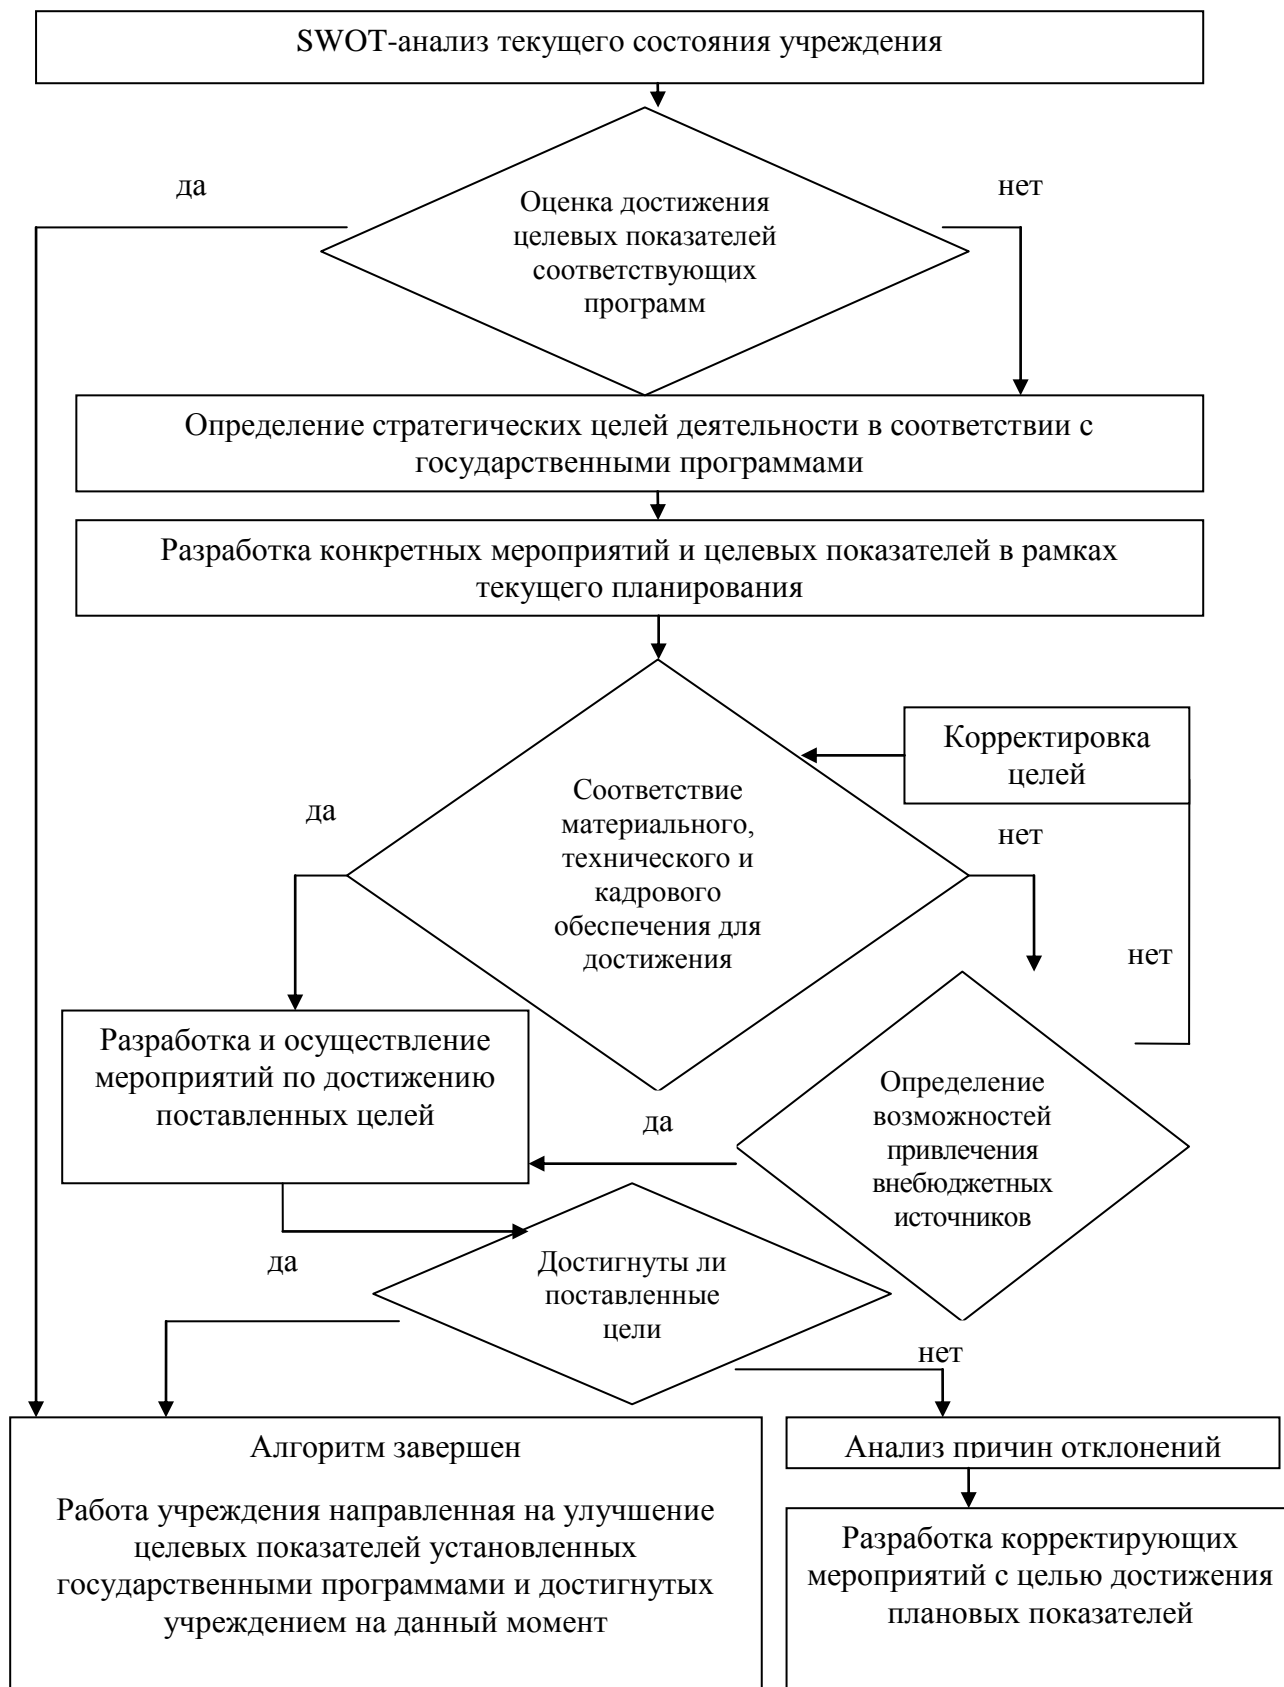 SWOT-анализ текущего состояния учреждения
да
нет
Оценка достижения
целевых показателей
соответствующих
программ
Определение стратегических целей деятельности в соответствии с
государственными программами
Разработка конкретных мероприятий и целевых показателей в рамках
текущего планирования
Корректировка
целей
да
нет
Соответствие
материального,
технического и
кадрового
обеспечения для
достижения
нет
Разработка и осуществление
мероприятий по достижению
поставленных целей
да
Определение
возможностей
привлечения
внебюджетных
источников
да
Достигнуты ли
поставленные
цели
нет
Алгоритм завершен
Работа учреждения направленная на улучшение
целевых показателей установленных
государственными программами и достигнутых
учреждением на данный момент
Анализ причин отклонений
Разработка корректирующих
мероприятий с целью достижения
плановых показателей